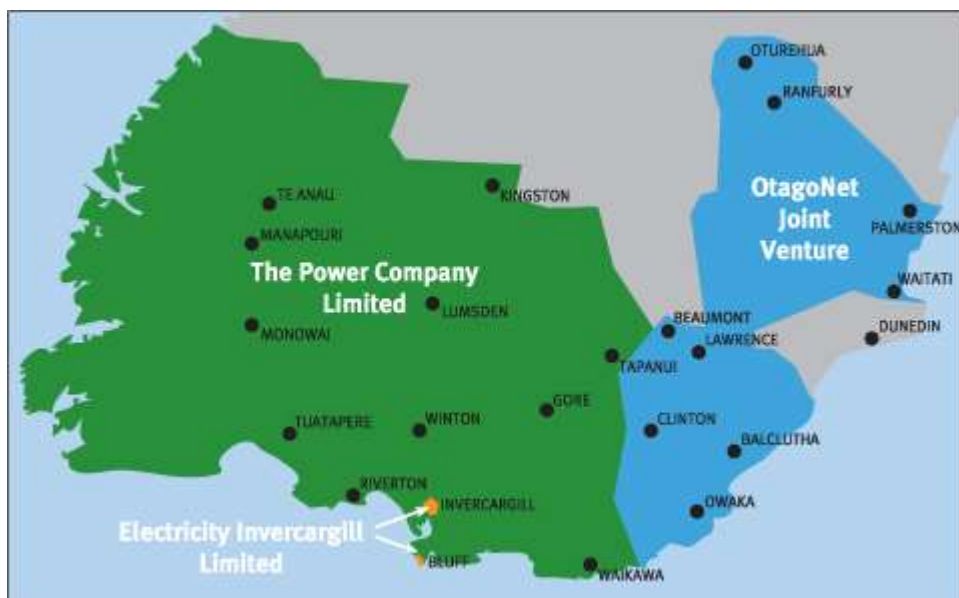 OTUREHUA
RANFURLY
OtagoNet
Joint
Venture
KINGSTON
TE ANAU
PALMERSTON
MANAPOURI
The Power Company
Limited
WAITATI
LUMSDEN
BEAUMONT
MONOWAI
DUNEDIN
LAWRENCE
TAPANUI
GORE
TUATAPERE
WINTON
CLINTON
BALCLUTHA
RIVERTON
INVERCARGILL
OWAKA
Electricity Invercargill
Limited
BLUFF
WAIKAWA